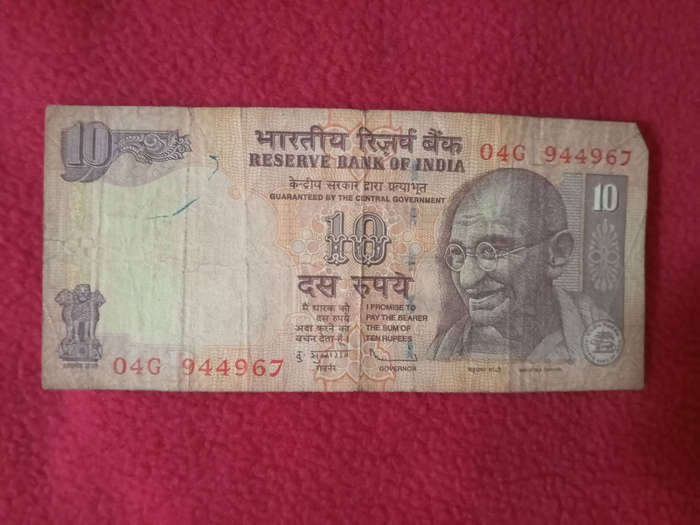 10
भारतीय रिज़र्व बैंक
RESERVE BANK OF INDIA
04G 944967
केन्द्रीय सरकार द्वारा प्रत्याभूत
GUARANTEED BY THE CENTRAL GOVERNMENT
10
10
दस रुपये
मैं धारक को
दस रुपये
अदा करने का
वचन देता हूँ।
I PROMISE TO
PAY THE BEARER
THE SUM OF
TEN RUPEES
गवर्नर
GOVERNOR
04G 944967